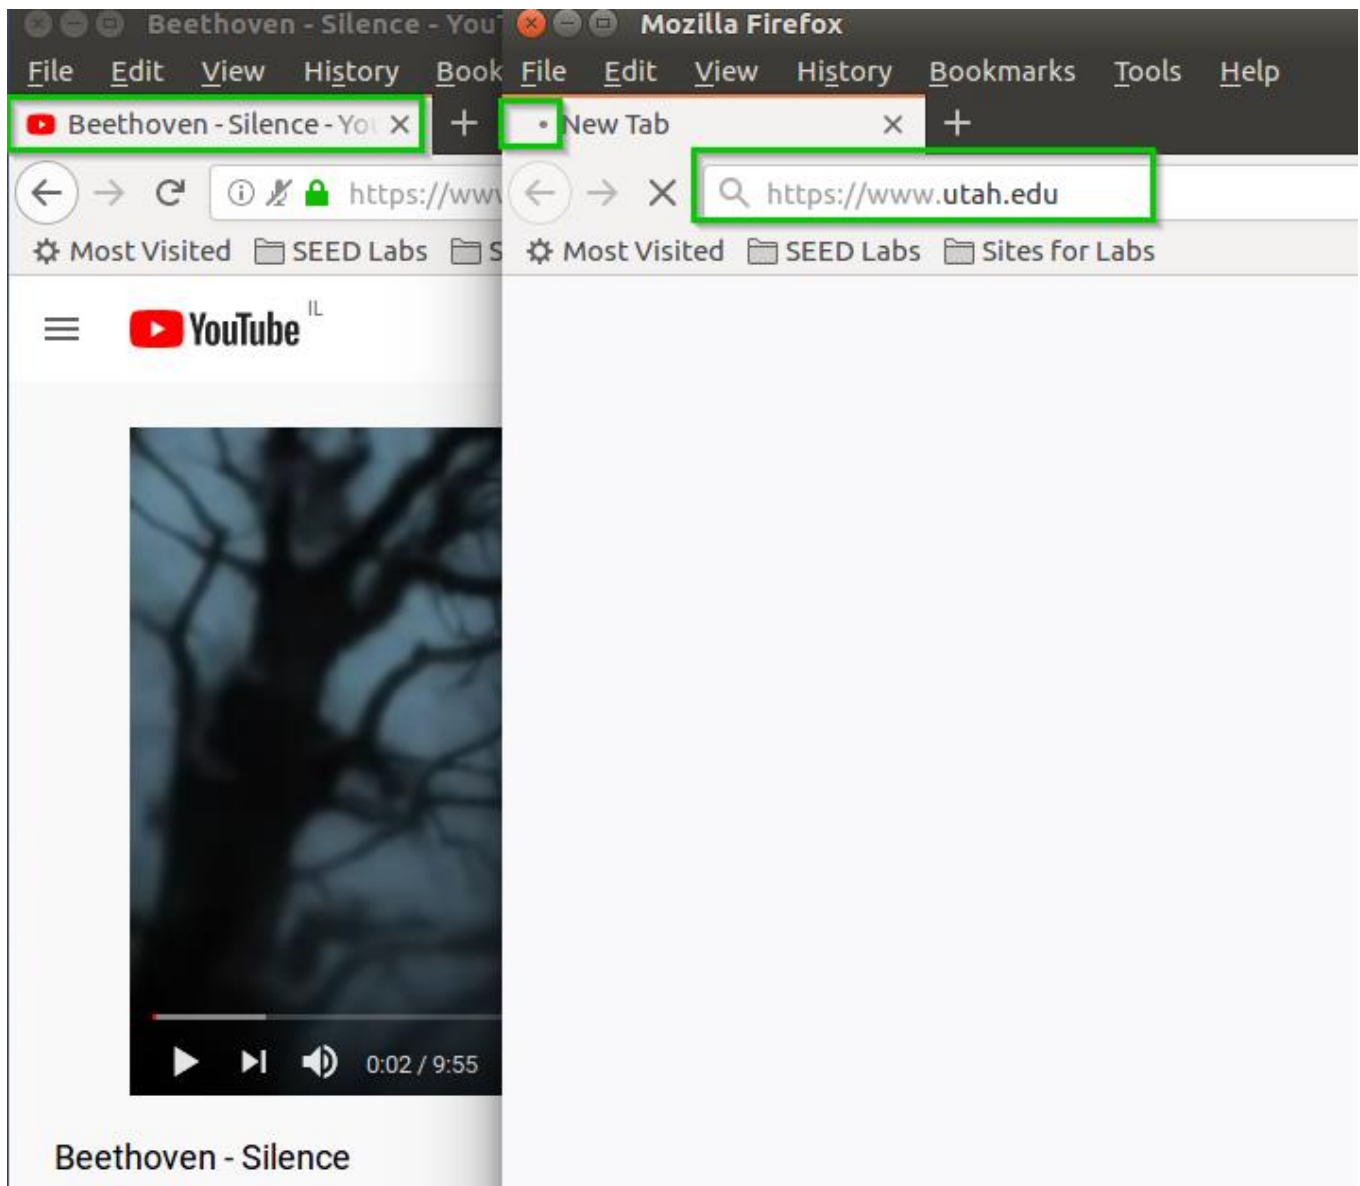 Beethoven - Silence - You
File Edit View History Book
Beethoven - Silence - You
https://www
Most Visited SEED Labs S
YouTube IL
0:02 / 9:55
Beethoven - Silence
Mozilla Firefox
File Edit View History Bookmarks Tools Help
New Tab
https://www.utah.edu
Most Visited SEED Labs Sites for Labs